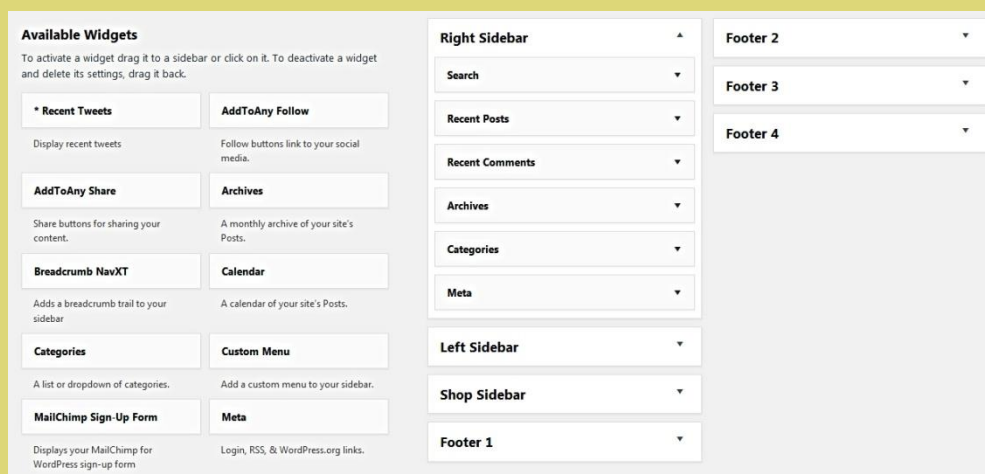 Available Widgets
To activate a widget drag it to a sidebar or click on it. To deactivate a widget
and delete its settings, drag it back.
* Recent Tweets
Display recent tweets
AddToAny Follow
Follow buttons link to your social
media.
AddToAny Share
Share buttons for sharing your
content.
Archives
A monthly archive of your site's
Posts.
Breadcrumb NavXT
Adds a breadcrumb trail to your
sidebar
Calendar
A calendar of your site's Posts.
Categories
A list or dropdown of categories.
Custom Menu
Add a custom menu to your sidebar.
MailChimp Sign-Up Form
Displays your MailChimp for
WordPress sign-up form
Meta
Login, RSS, & WordPress.org links.
Right Sidebar
Search
Recent Posts
Recent Comments
Archives
Categories
Meta
Left Sidebar
Shop Sidebar
Footer 1
Footer 2
Footer 3
Footer 4